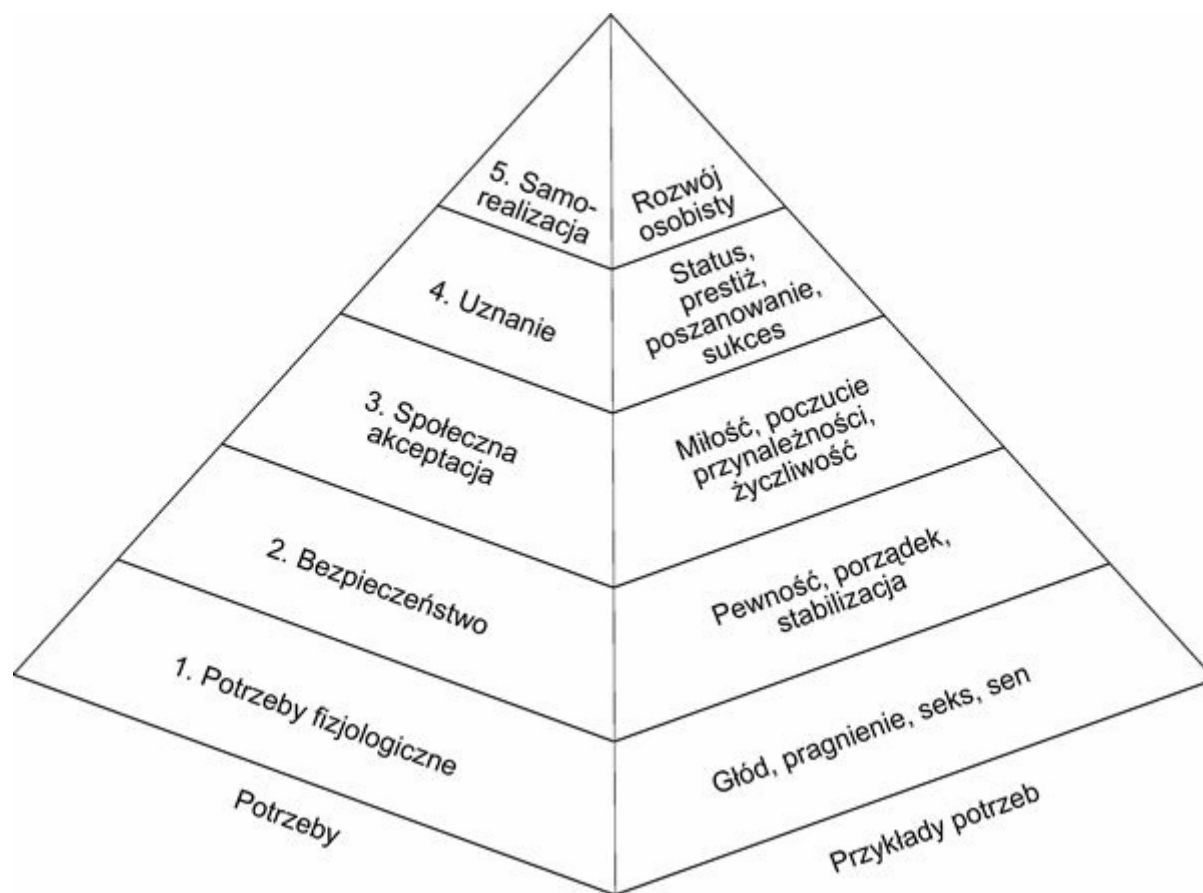 5. Samo-
realizacja
Rozwój
osobisty
4. Uznanie
Status,
prestiż,
poszanowanie,
sukces
3. Społeczna
akceptacja
Miłość, poczucie
przynależności,
życzliwość
2. Bezpieczeństwo
Pewność, porządek,
stabilizacja
1. Potrzeby fizjologiczne
Głód, pragnienie, seks, sen
Potrzeby
Przykłady potrzeb